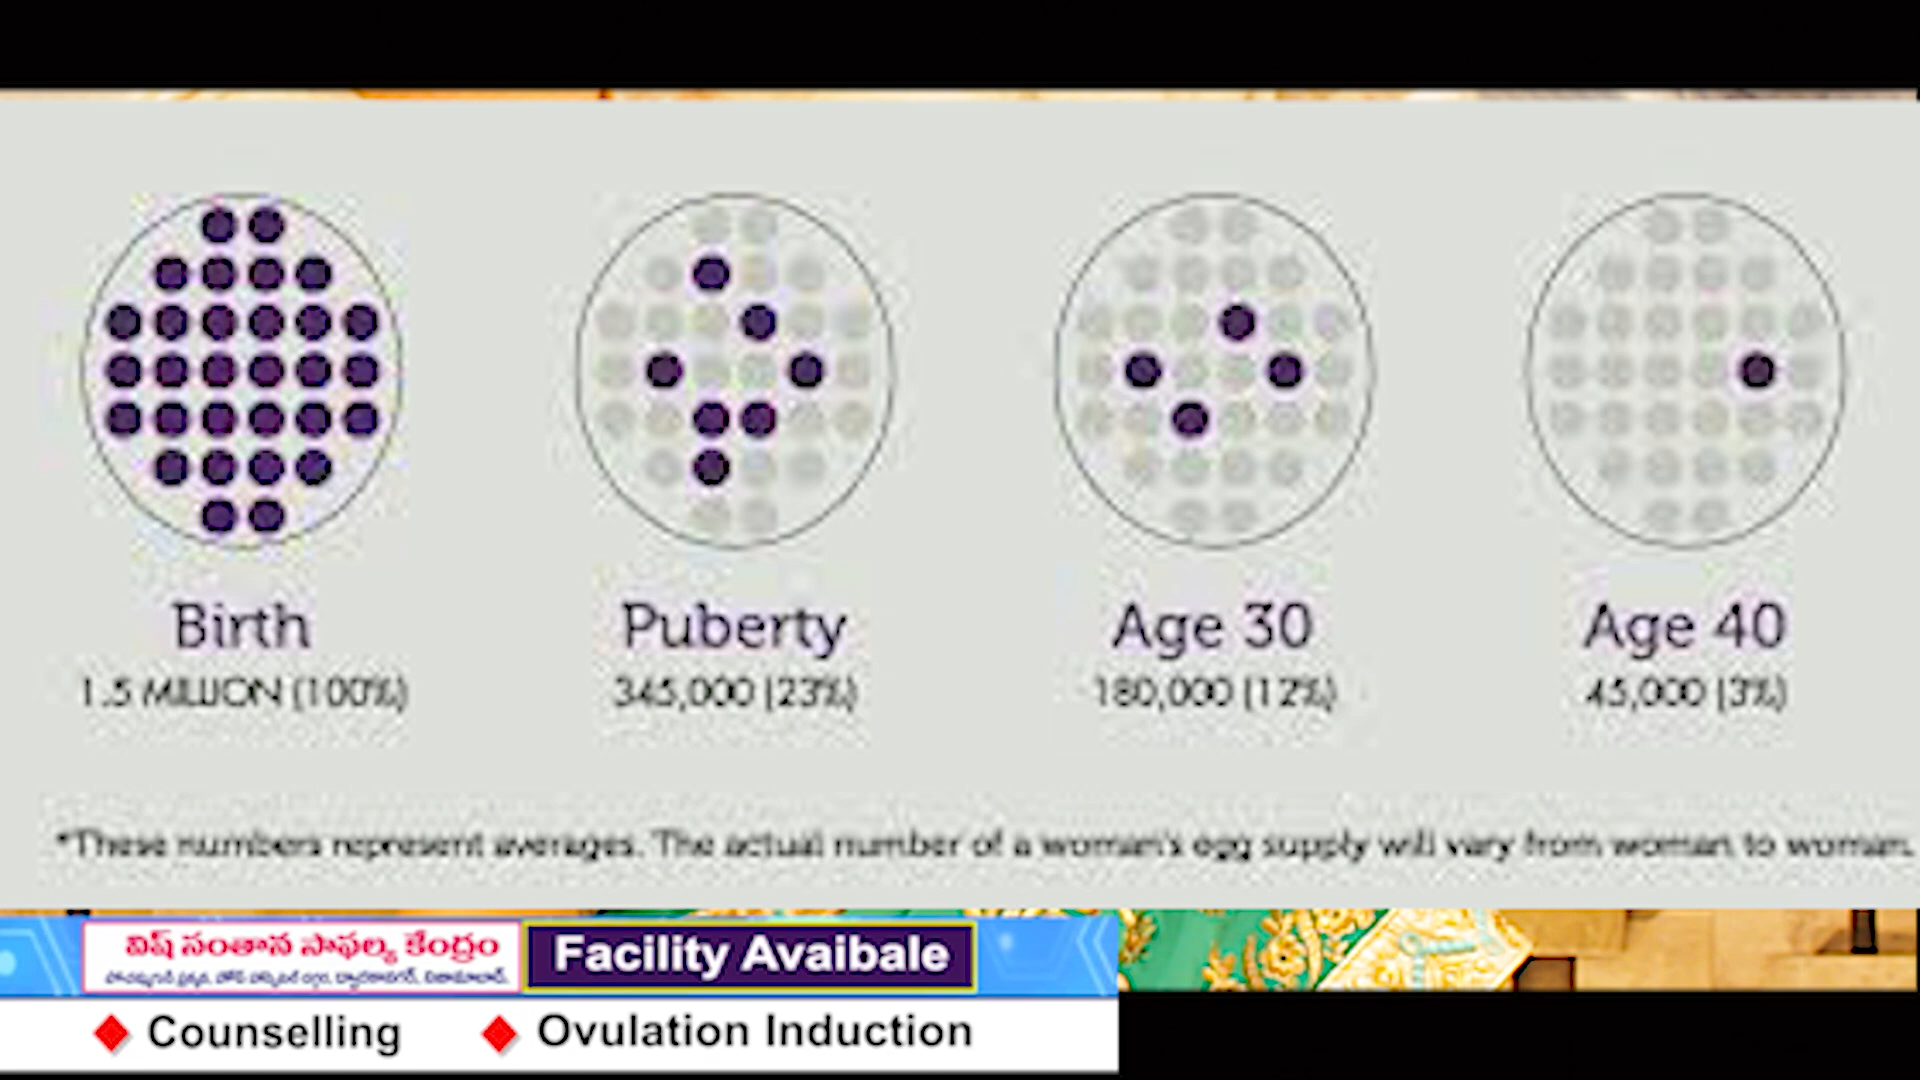 Birth
1.5 MILLION (100%)
Puberty
345,000 (23%)
Age 30
180,000 (12%)
Age 40
45,000 (3%)
*These numbers represent averages. The actual number of a woman's egg supply will vary from woman to woman.
విష్ సంతాన సాఫల్య కేంద్రం
Facility Avaibale
Counselling
Ovulation Induction